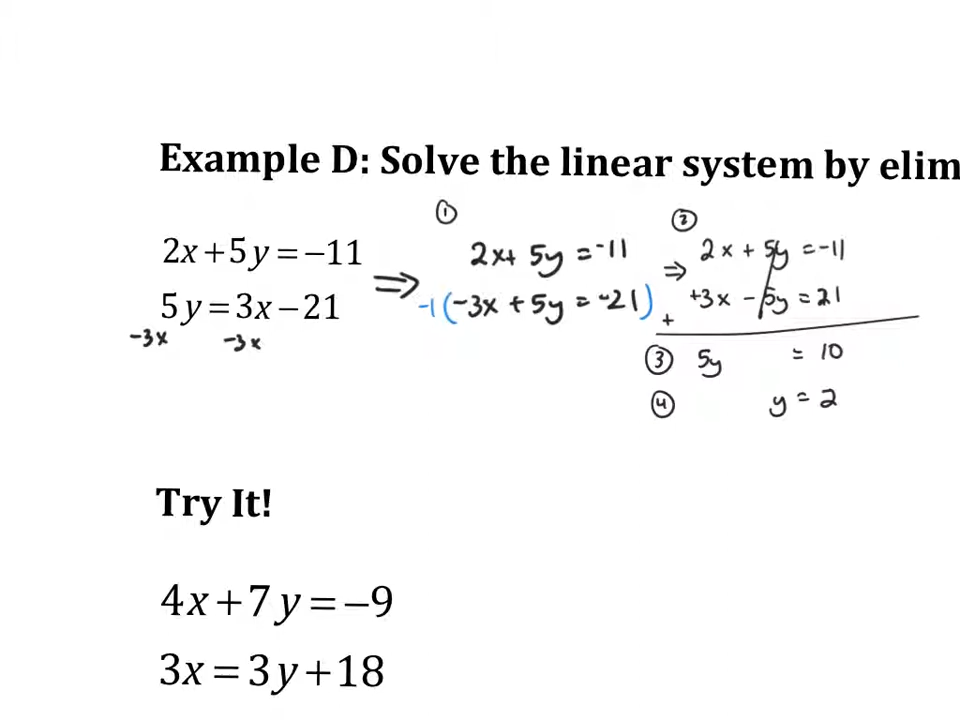 Example D: Solve the linear system by elim
① ②
2x+5y=−11 ⇒ 2x+ 5y = -11 ⇒ 2x + 5y = -11
5y=3x−21 -1(-3x + 5y = -21) + +3x - 5y = 21
-3x -3x
③ 5y = 10
④ y = 2
Try It!
4x+7y=−9
3x=3y+18